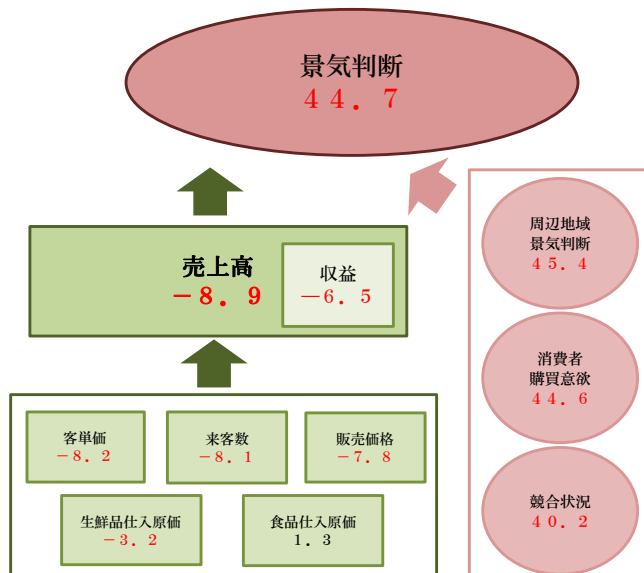 景気判断
４４．７
売上高
−８．９
収益
―６．５
客単価
−８．２
来客数
−８．１
販売価格
−７．８
生鮮品仕入原価
−３．２
食品仕入原価
１．３
周辺地域
景気判断
４５．４
消費者
購買意欲
４４．６
競合状況
４０．２